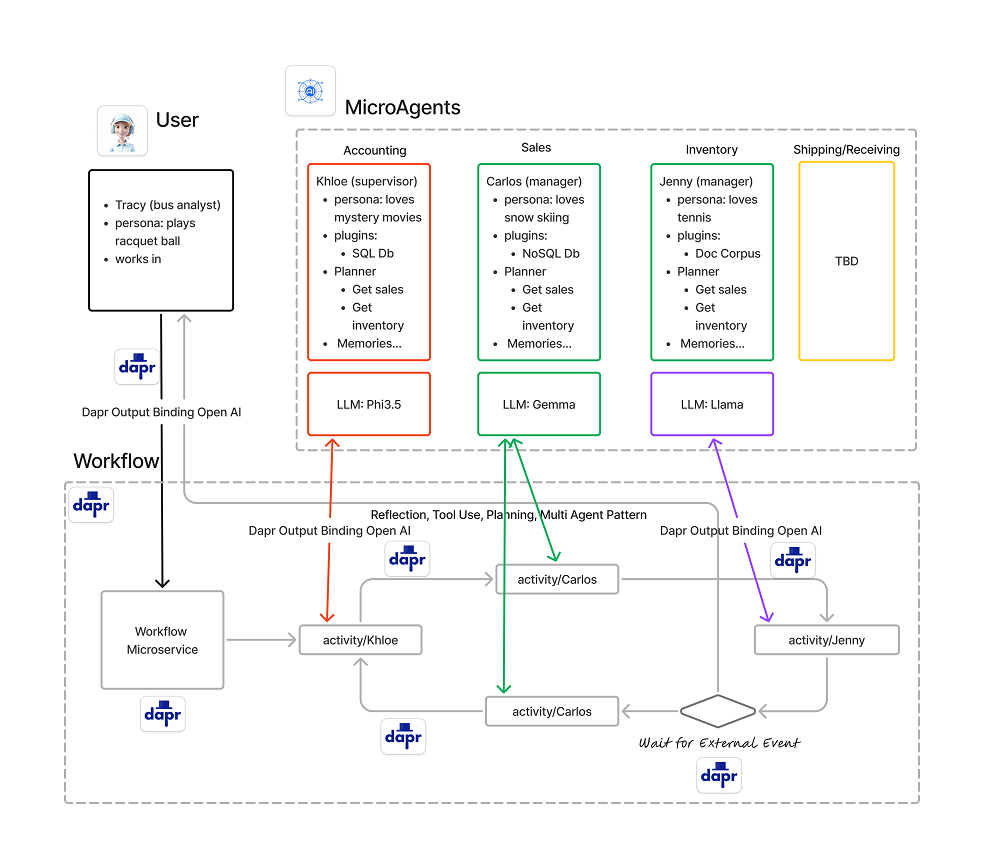 MicroAgents
User
Tracy (bus analyst)
persona: plays
racquet ball
works in
Accounting
Khloe (supervisor)
persona: loves
mystery movies
plugins:
SQL Db
Planner
Get sales
Get
inventory
Memories...
LLM: Phi3.5
Sales
Carlos (manager)
persona: loves
snow skiing
plugins:
NoSQL Db
Planner
Get sales
Get
inventory
Memories...
LLM: Gemma
Inventory
Jenny (manager)
persona: loves
tennis
plugins:
Doc Corpus
Planner
Get sales
Get
inventory
Memories...
LLM: Llama
Shipping/Receiving
TBD
dapr
Dapr Output Binding Open AI
Workflow
dapr
Reflection, Tool Use, Planning, Multi Agent Pattern
Dapr Output Binding Open AI
Dapr Output Binding Open AI
dapr
dapr
activity/Carlos
Workflow
Microservice
activity/Khloe
activity/Jenny
dapr
dapr
activity/Carlos
Wait for External Event
dapr
AI